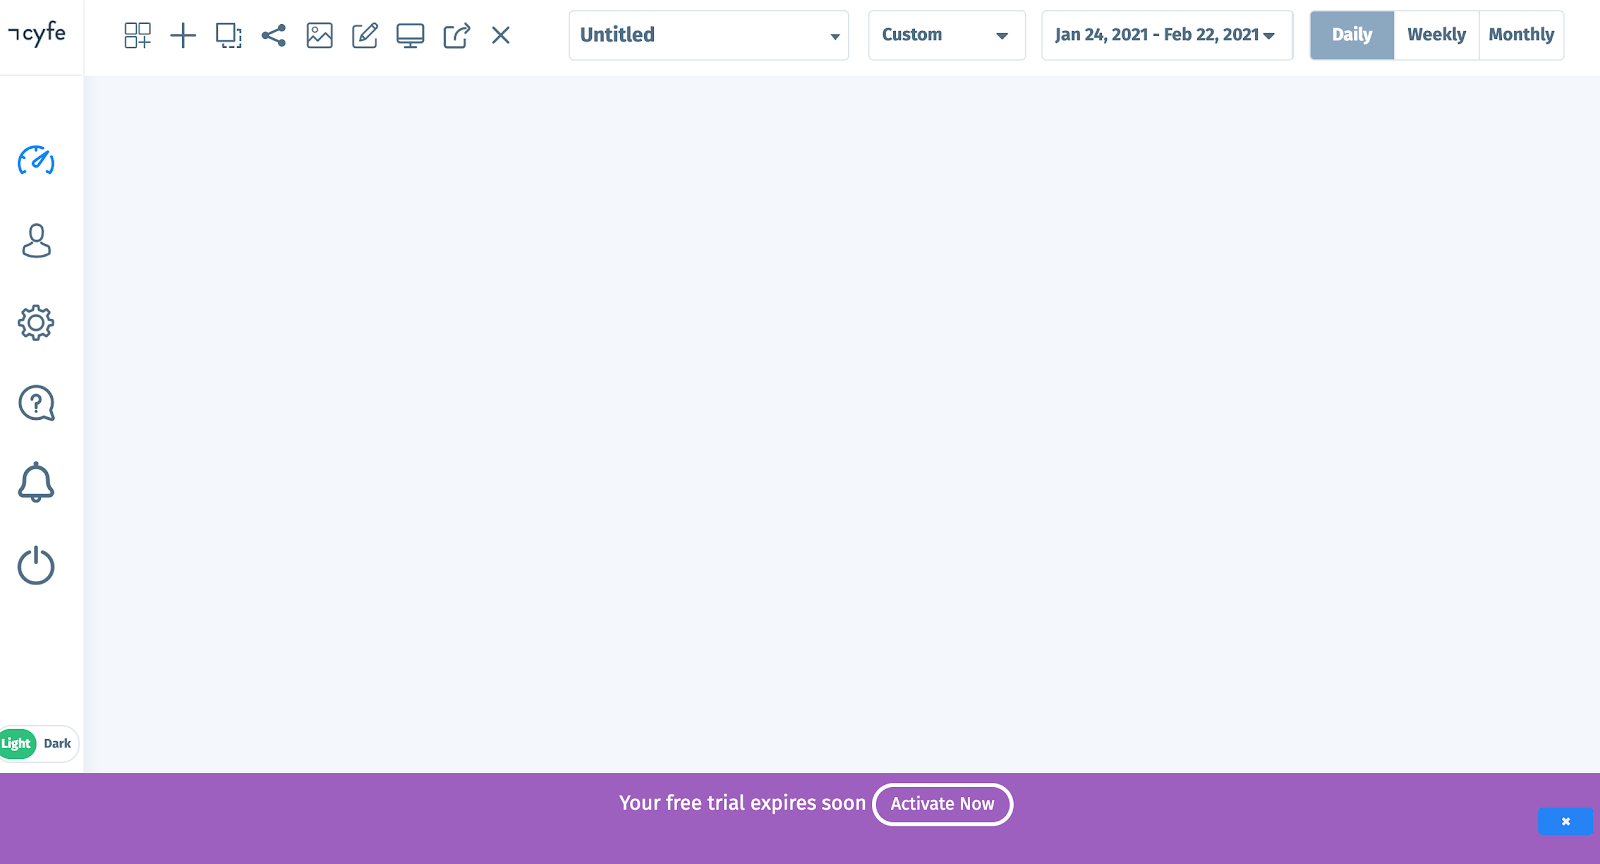 cyfe
Untitled
Custom
Jan 24, 2021 - Feb 22, 2021
Daily
Weekly
Monthly
Light
Dark
Your free trial expires soon
Activate Now